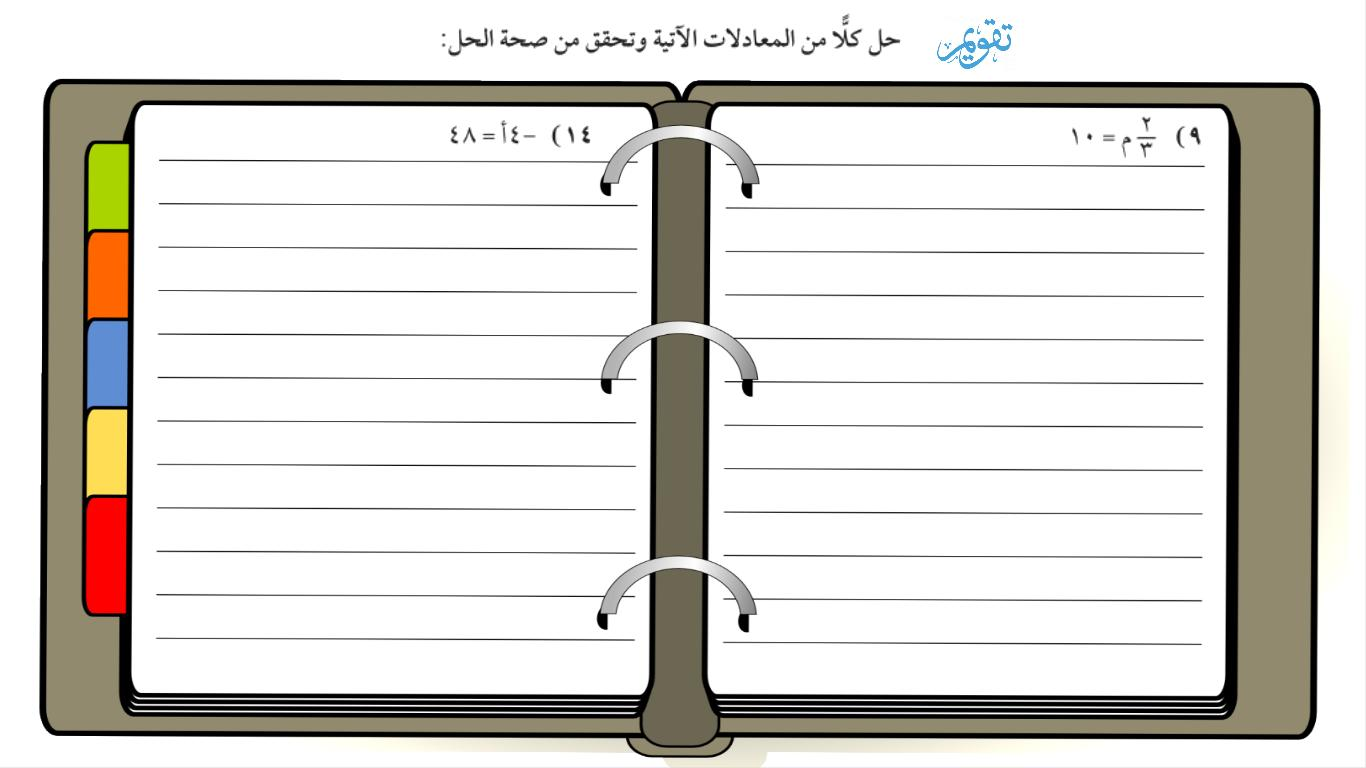 تقويم حل كلًّا من المعادلات الآتية وتحقق من صحة الحل:
٩) ٢/٣ م = ١٠
١٤) -٤أ = ٤٨